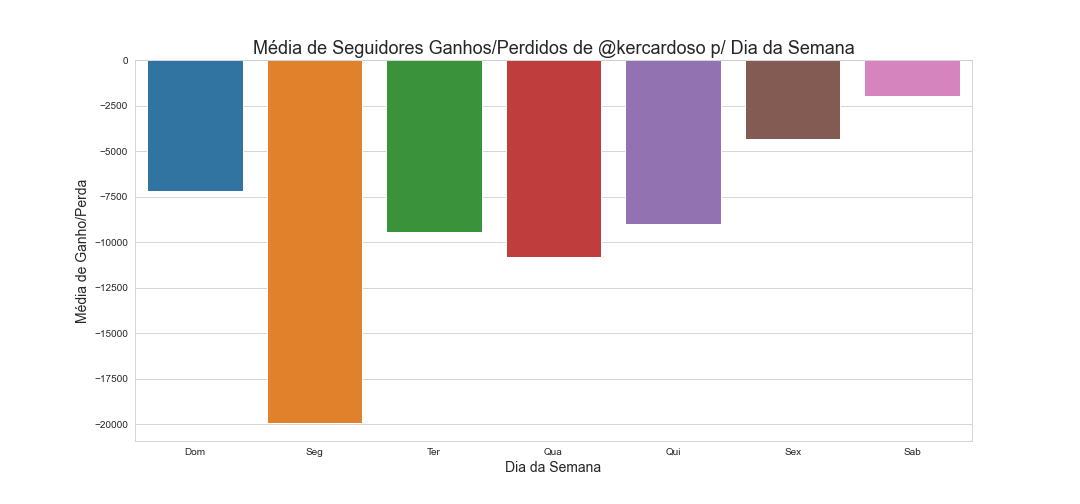 Média de Seguidores Ganhos/Perdidos de @kercardoso p/ Dia da Semana
0
−2500
−5000
−7500
−10000
−12500
−15000
−17500
−20000
Média de Ganho/Perda
Dom Seg Ter Qua Qui Sex Sab
Dia da Semana